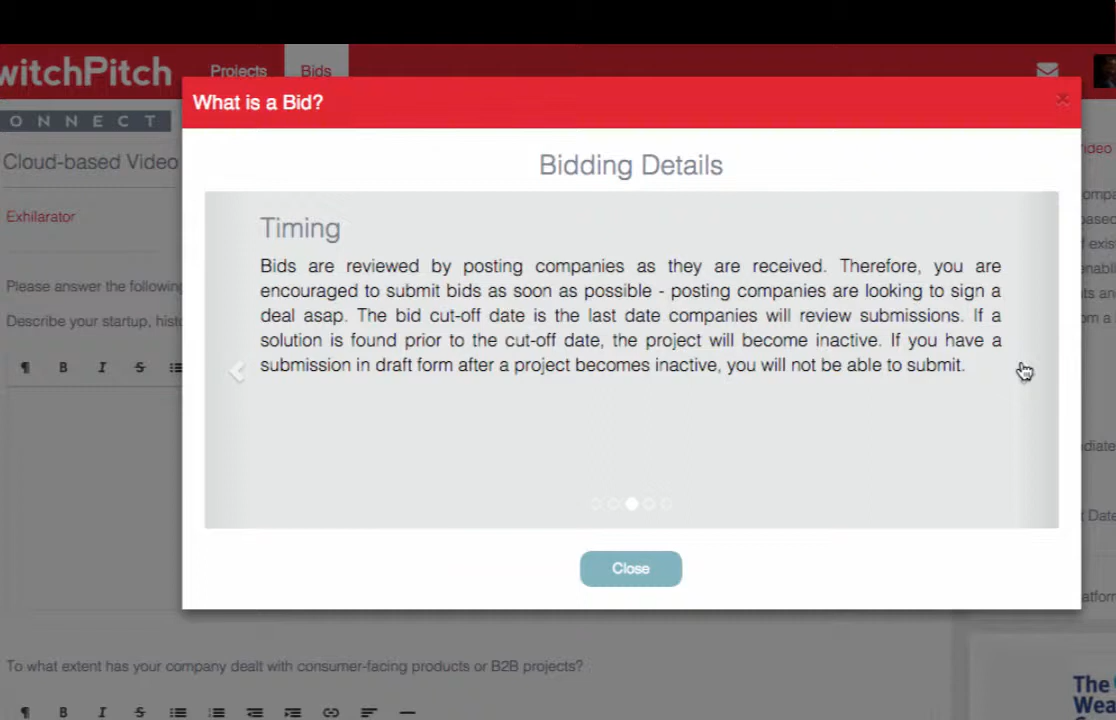 witchPitch
Projects
Bids
What is a Bid?
ONNECT
Cloud-based Video
Bidding Details
Exhilarator
Timing
Bids are reviewed by posting companies as they are received. Therefore, you are
encouraged to submit bids as soon as possible - posting companies are looking to sign a
deal asap. The bid cut-off date is the last date companies will review submissions. If a
solution is found prior to the cut-off date, the project will become inactive. If you have a
submission in draft form after a project becomes inactive, you will not be able to submit.
Please answer the following
Describe your startup, hist
B I S
Close
To what extent has your company dealt with consumer-facing products or B2B projects?
B I S
The
Wea